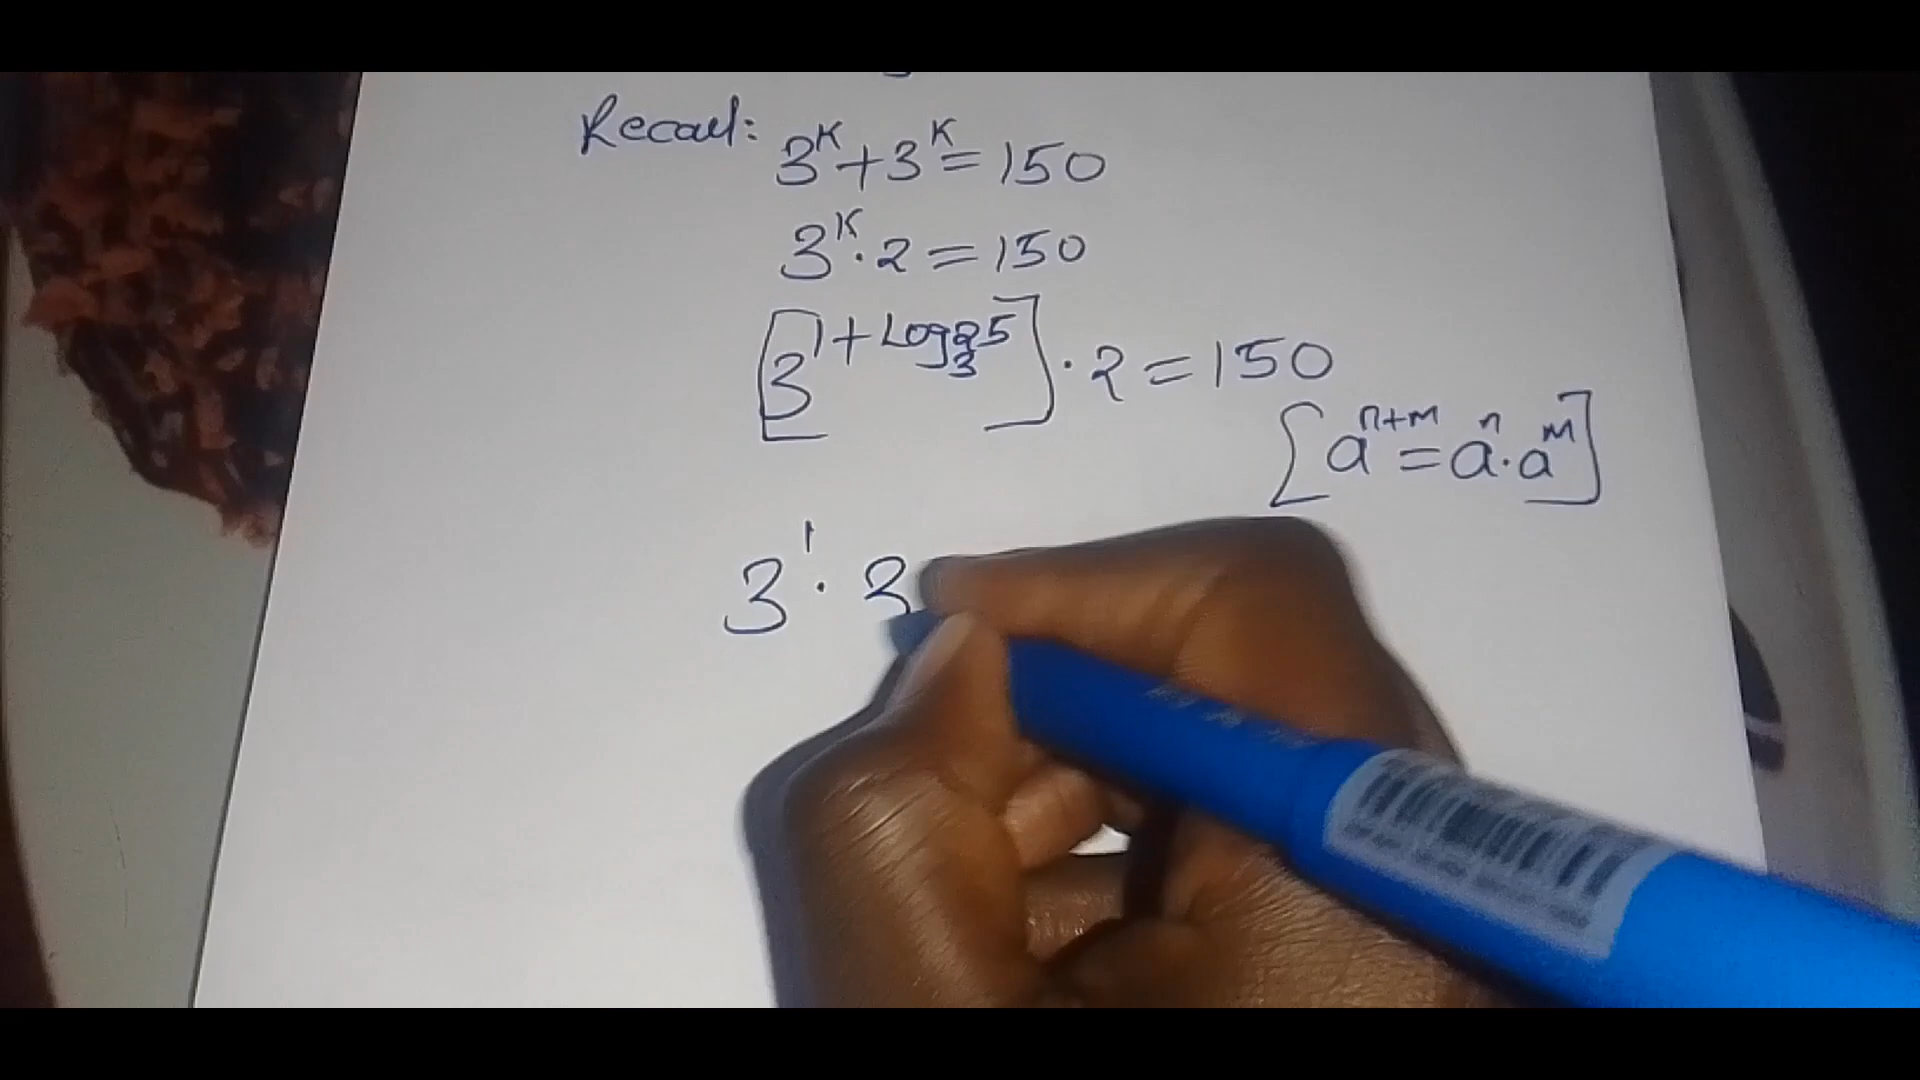 Recall: 3^K + 3^K = 150
3^K · 2 = 150
[3^1+Log_3 25] · 2 = 150
[a^n+m = a^n · a^m]
3^1 · 3